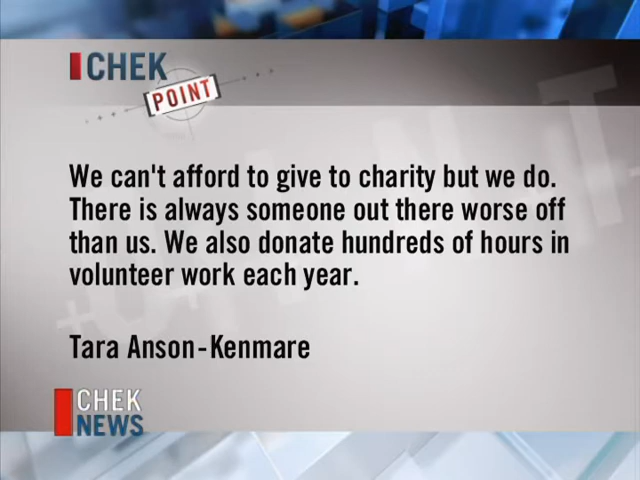 CHEK
POINT
We can't afford to give to charity but we do.
There is always someone out there worse off
than us. We also donate hundreds of hours in
volunteer work each year.
Tara Anson-Kenmare
CHEK
NEWS